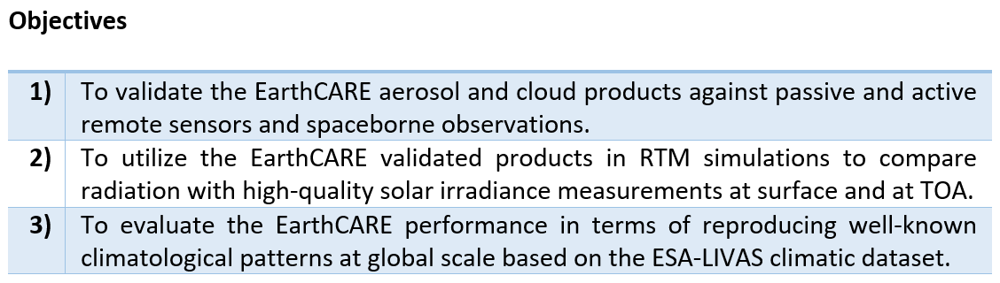 Objectives
1) To validate the EarthCARE aerosol and cloud products against passive and active
remote sensors and spaceborne observations.
2) To utilize the EarthCARE validated products in RTM simulations to compare
radiation with high-quality solar irradiance measurements at surface and at TOA.
3) To evaluate the EarthCARE performance in terms of reproducing well-known
climatological patterns at global scale based on the ESA-LIVAS climatic dataset.